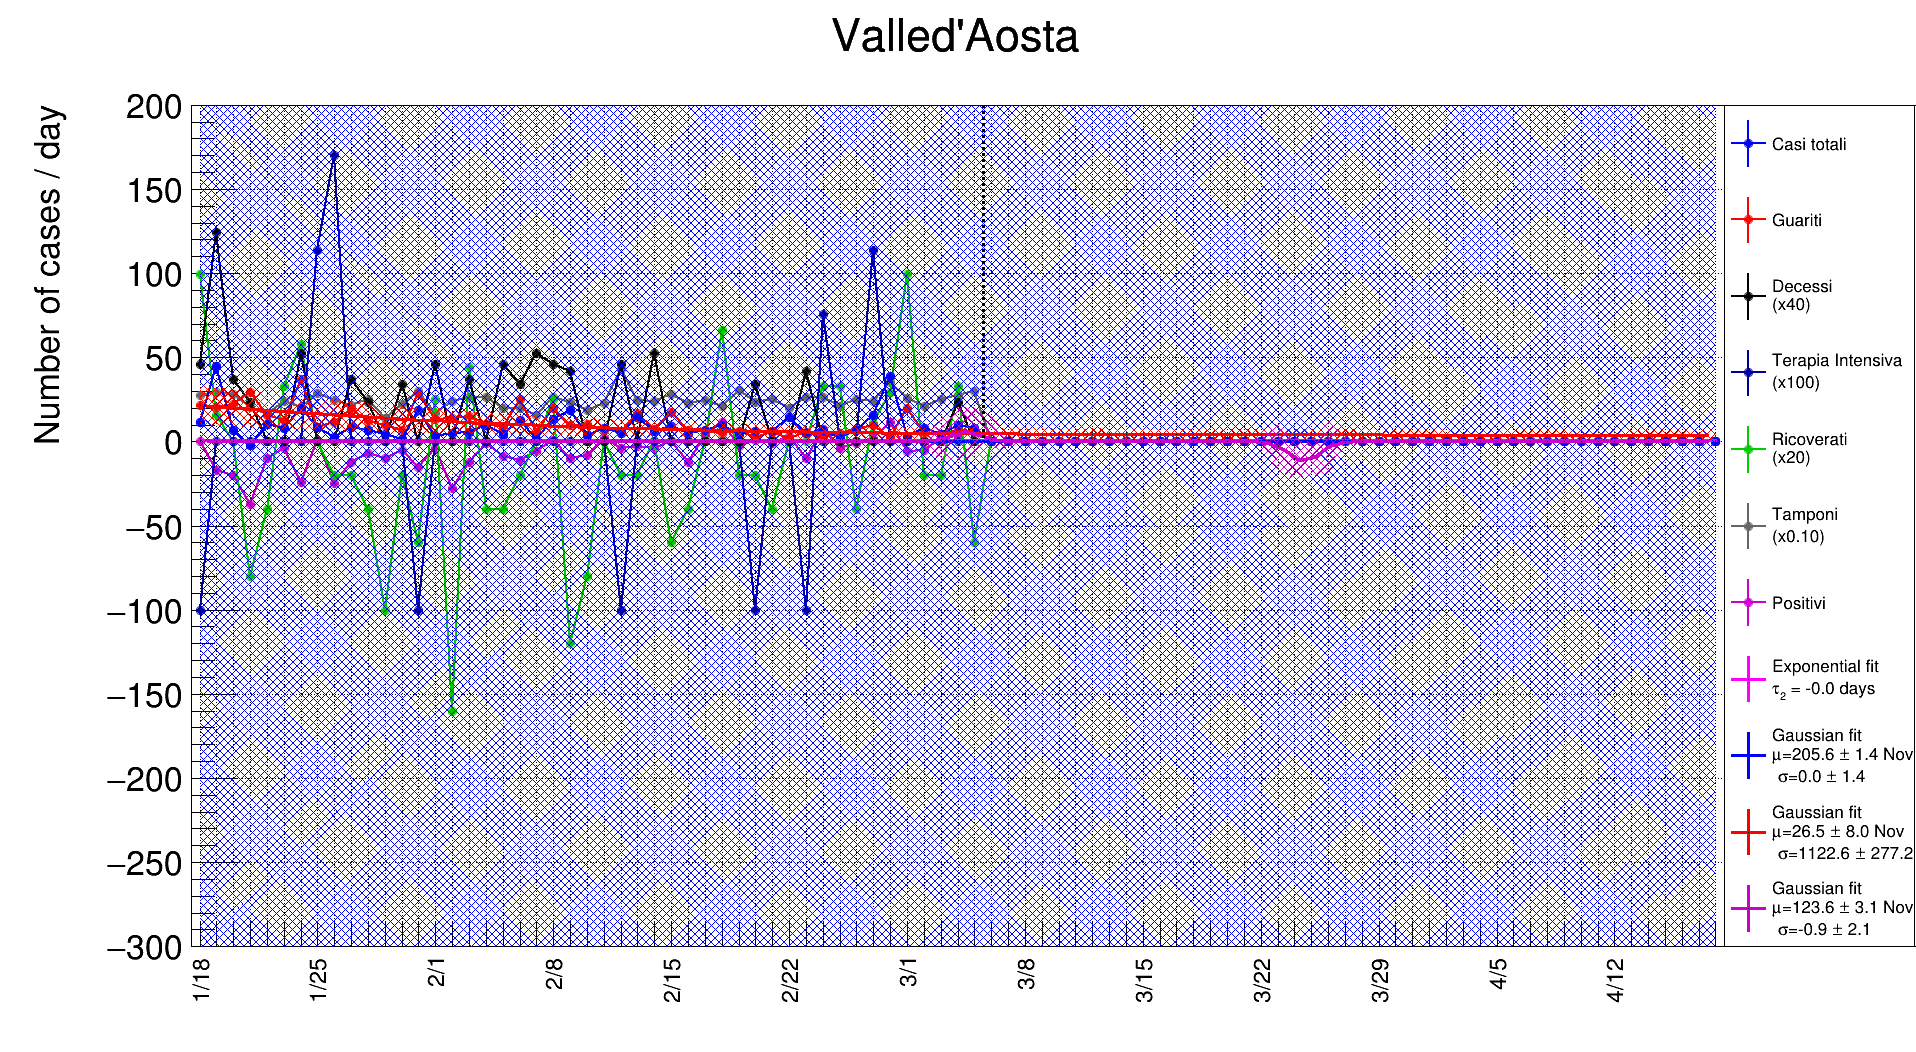 Valled'Aosta
Number of cases / day
200
150
100
50
0
−50
−100
−150
−200
−250
−300
1/18
1/25
2/1
2/8
2/15
2/22
3/1
3/8
3/15
3/22
3/29
4/5
4/12
Casi totali
Guariti
Decessi
(x40)
Terapia Intensiva
(x100)
Ricoverati
(x20)
Tamponi
(x0.10)
Positivi
Exponential fit
τ2 = -0.0 days
Gaussian fit
μ=205.6 ± 1.4 Nov
σ=0.0 ± 1.4
Gaussian fit
μ=26.5 ± 8.0 Nov
σ=1122.6 ± 277.2
Gaussian fit
μ=123.6 ± 3.1 Nov
σ=-0.9 ± 2.1